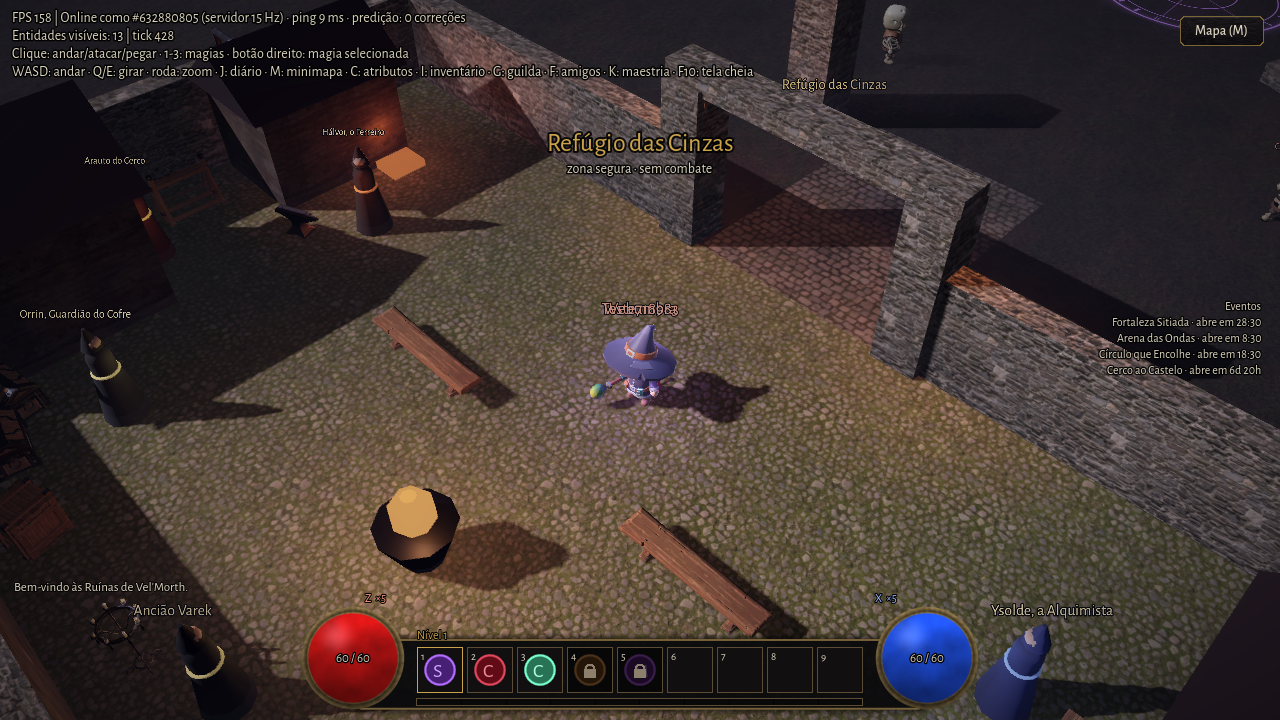 FPS 158 | Online como #632880805 (servidor 15 Hz) · ping 9 ms · predição: 0 correções
Entidades visíveis: 13 | tick 428
Clique: andar/atacar/pegar · 1-3: magias · botão direito: magia selecionada
WASD: andar · Q/E: girar · roda: zoom · J: diário · M: minimapa · C: atributos · I: inventário · G: guilda · F: amigos · K: maestria · F10: tela cheia
Mapa (M)
Refúgio das Cinzas
Hálvor, o Ferreiro
Refúgio das Cinzas
Arauto do Cerco
zona segura · sem combate
Orrin, Guardião do Cofre
Eventos
Fortaleza Sitiada · abre em 28:30
Arena das Ondas · abre em 8:30
Círculo que Encolhe · abre em 18:30
Cerco ao Castelo · abre em 6d 20h
Bem-vindo às Ruínas de Vel'Morth.
Z ×5
X ×5
Ancião Varek
Ysolde, a Alquimista
Nível 1
60 / 60
1 S
2 C
3 C
4
5
6
7
8
9
60 / 60